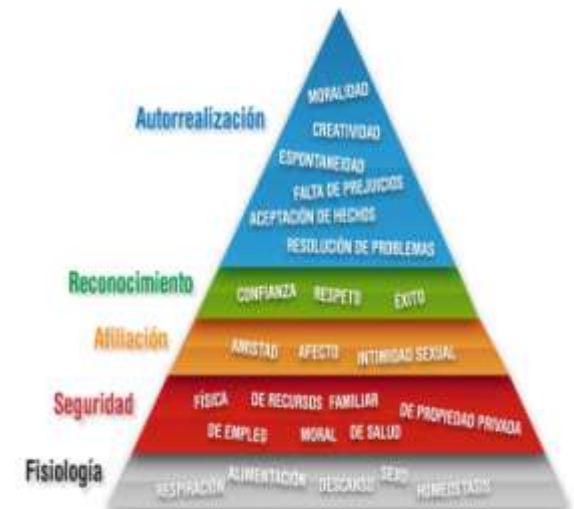 MORALIDAD
Autorrealización
CREATIVIDAD
ESPONTANEIDAD
FALTA DE PREJUICIOS
ACEPTACIÓN DE HECHOS
RESOLUCIÓN DE PROBLEMAS
Reconocimiento
CONFIANZA RESPETO ÉXITO
Afiliación
AMISTAD AFECTO INTIMIDAD SEXUAL
Seguridad
FÍSICA DE RECURSOS FAMILIAR DE PROPIEDAD PRIVADA
DE EMPLEO MORAL DE SALUD
Fisiología
RESPIRACIÓN ALIMENTACIÓN DESCANSO SEXO HOMEOSTASIS